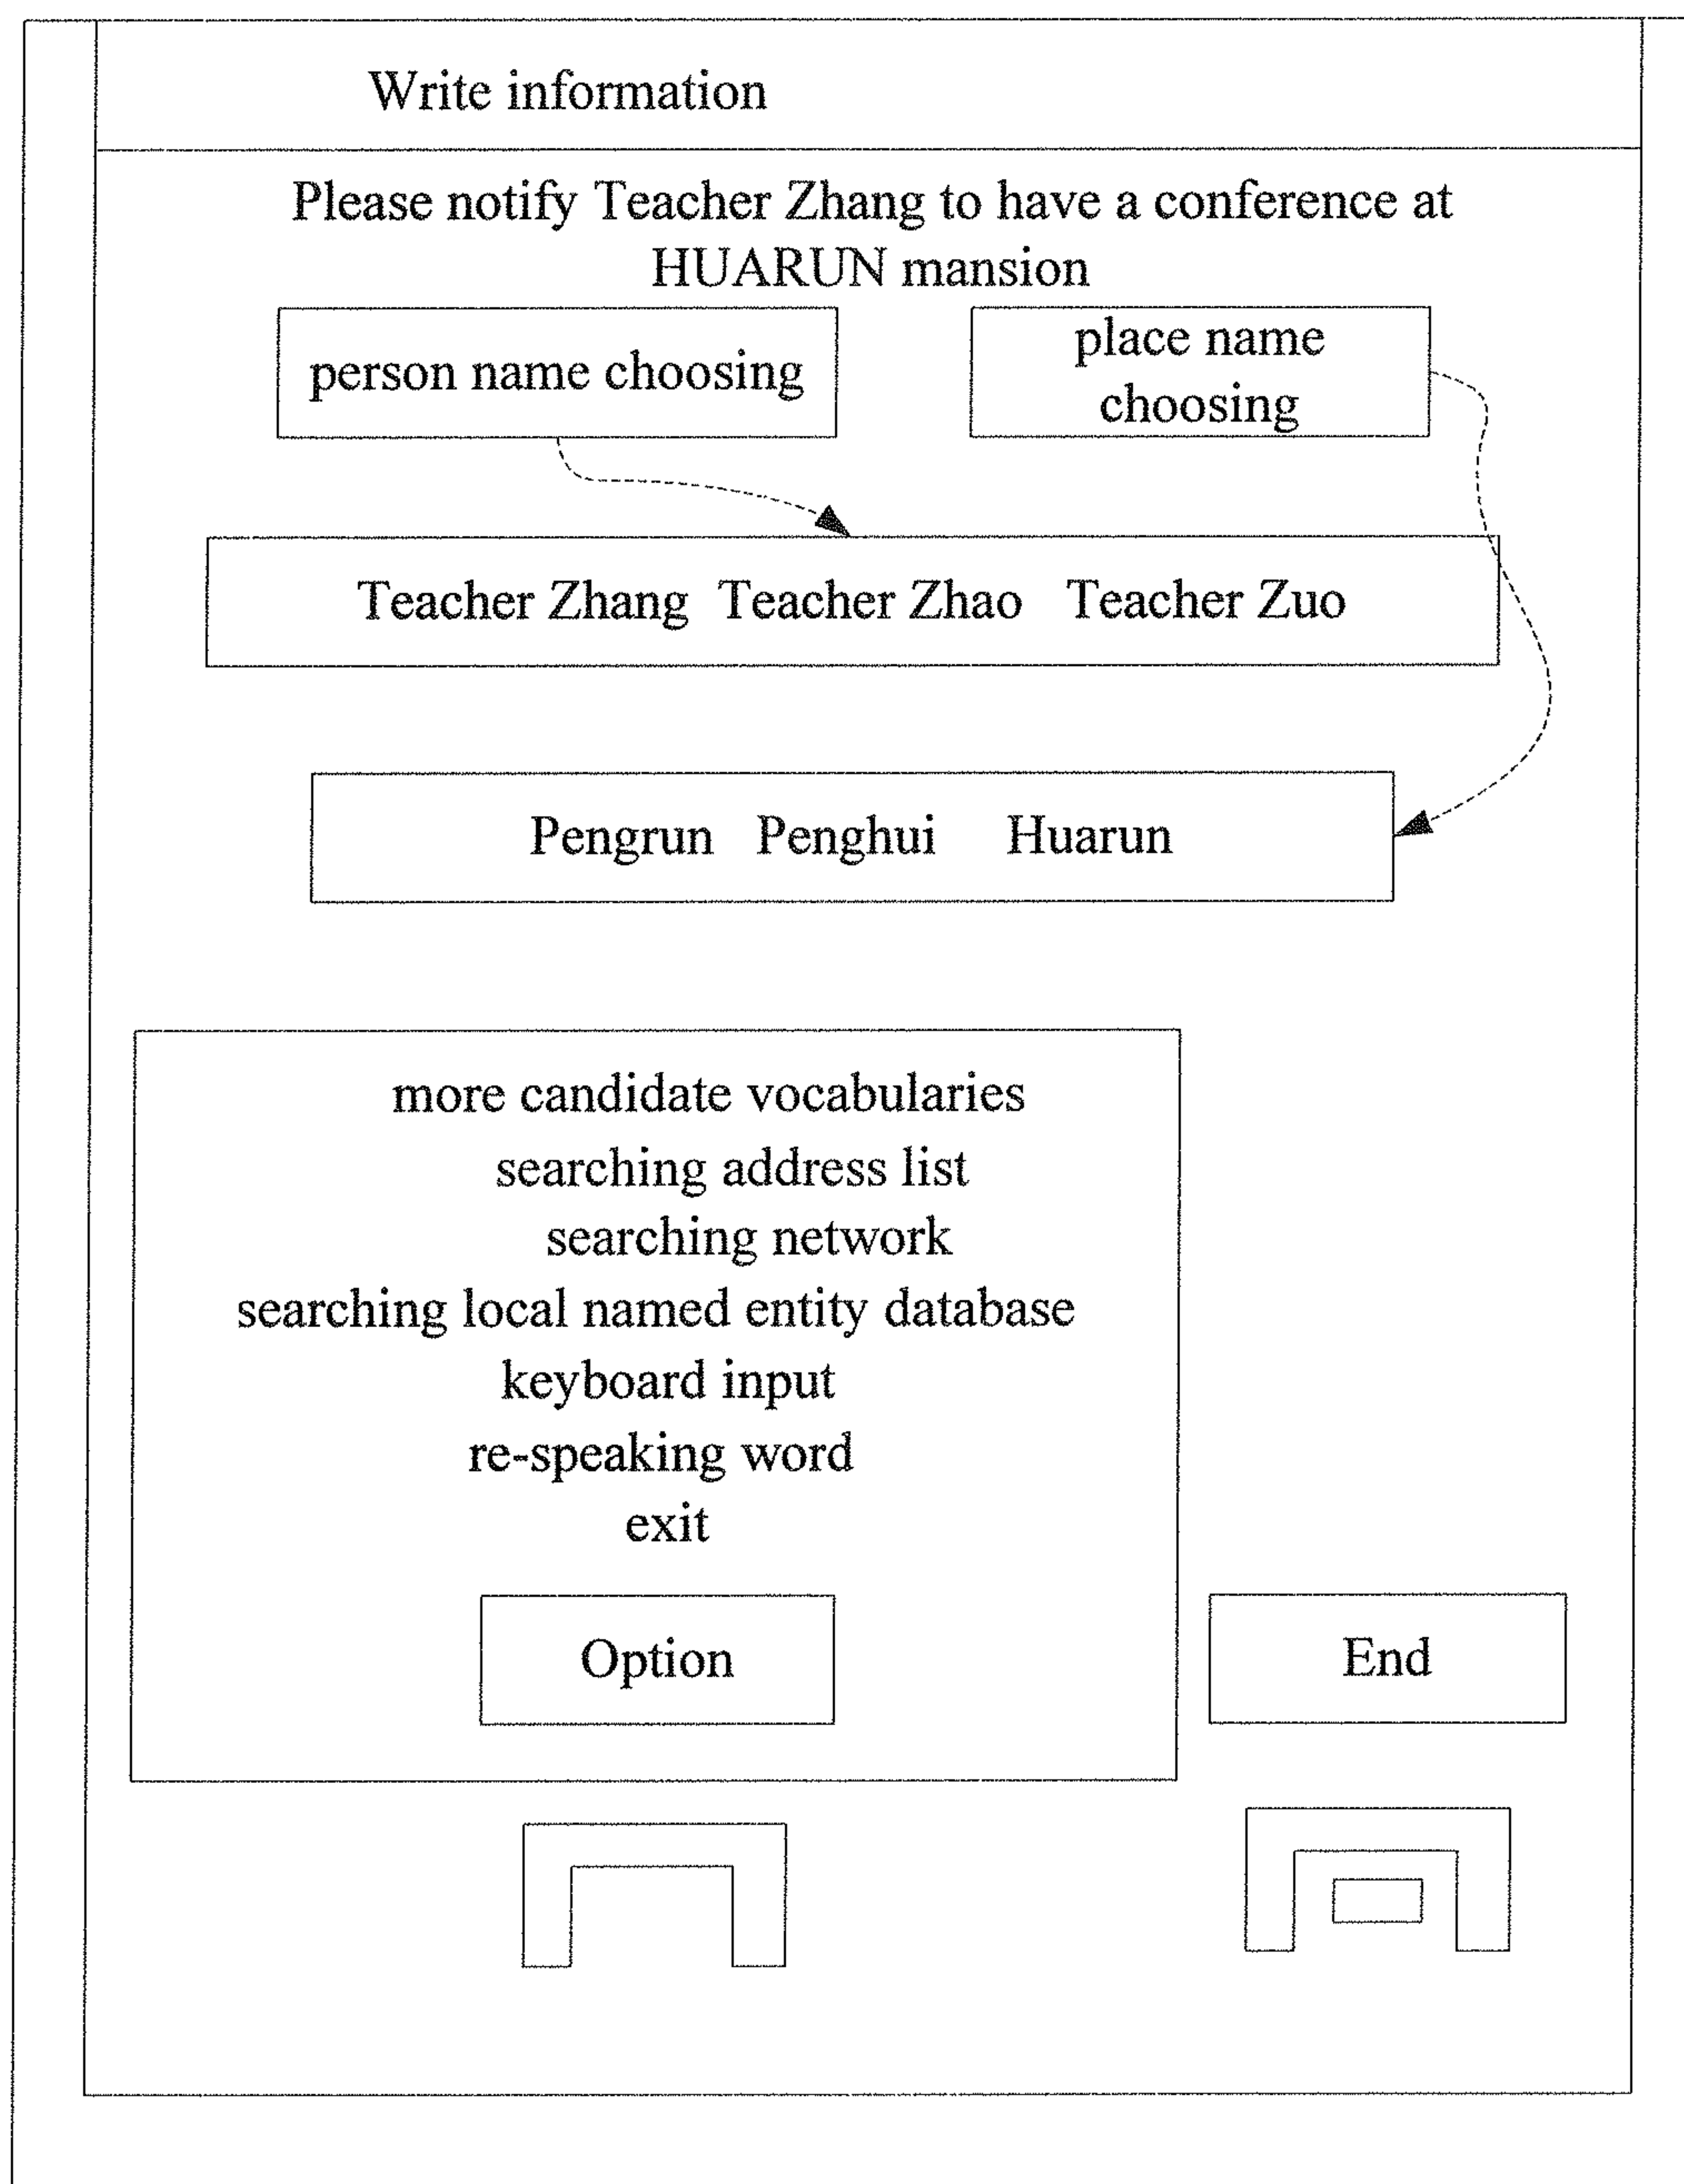 Write information
Please notify Teacher Zhang to have a conference at
HUARUN mansion
person name choosing
place name
choosing
Teacher Zhang Teacher Zhao Teacher Zuo
Pengrun Penghui Huarun
more candidate vocabularies
searching address list
searching network
searching local named entity database
keyboard input
re-speaking word
exit
Option
End